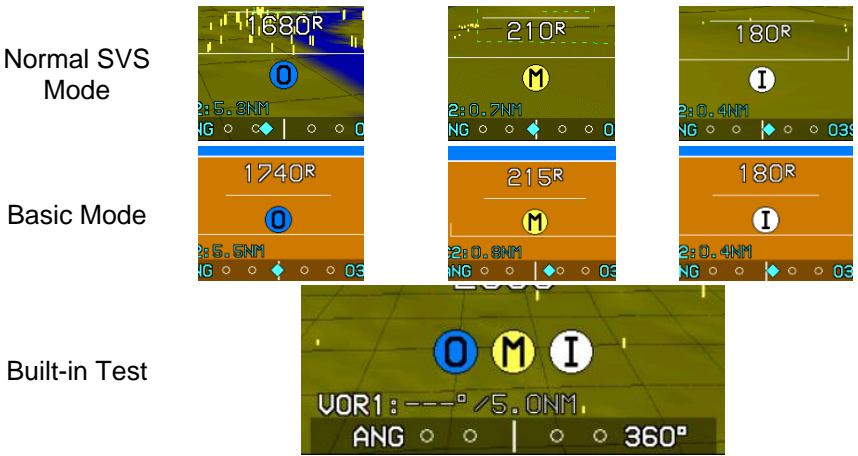 Normal SVS
Mode
1680R
O
2:5.3NM
NG
210R
M
2:0.7NM
NG 0
180R
I
2:0.4NM
NG 039
Basic Mode
1740R
O
2:5.5NM
NG 03
215R
M
2:0.8NM
ANG 03
180R
I
2:0.4NM
NG 03
Built-in Test
O M I
VOR1:---°/5.0NM
ANG 360°